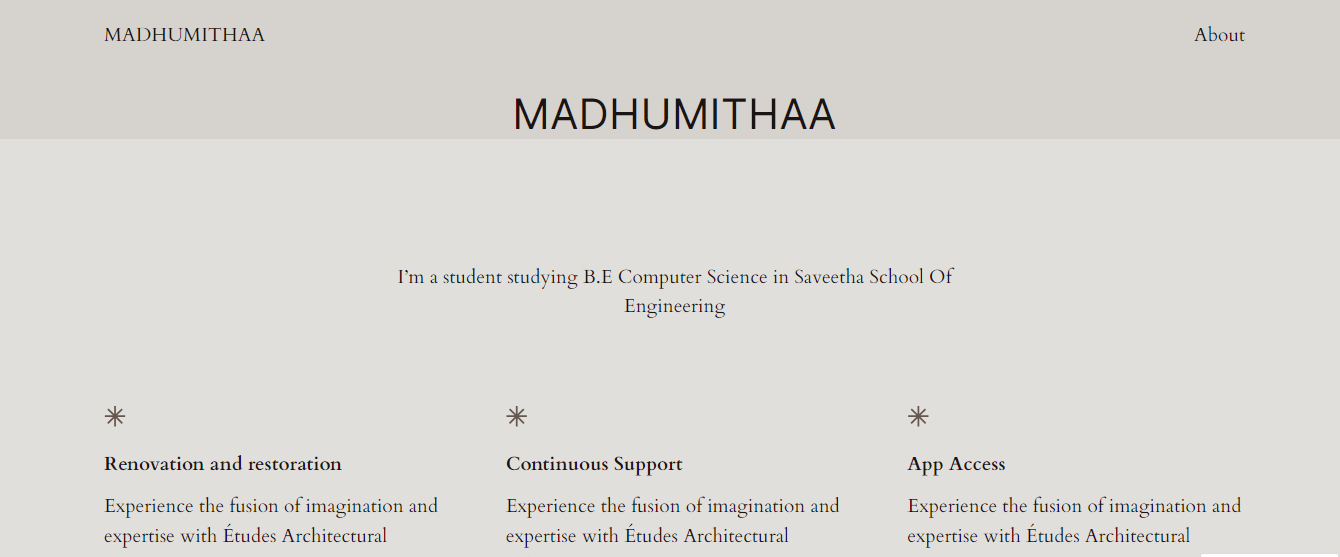 MADHUMITHAA
About
MADHUMITHAA
I’m a student studying B.E Computer Science in Saveetha School Of
Engineering
Renovation and restoration
Experience the fusion of imagination and
expertise with Études Architectural
Continuous Support
Experience the fusion of imagination and
expertise with Études Architectural
App Access
Experience the fusion of imagination and
expertise with Études Architectural